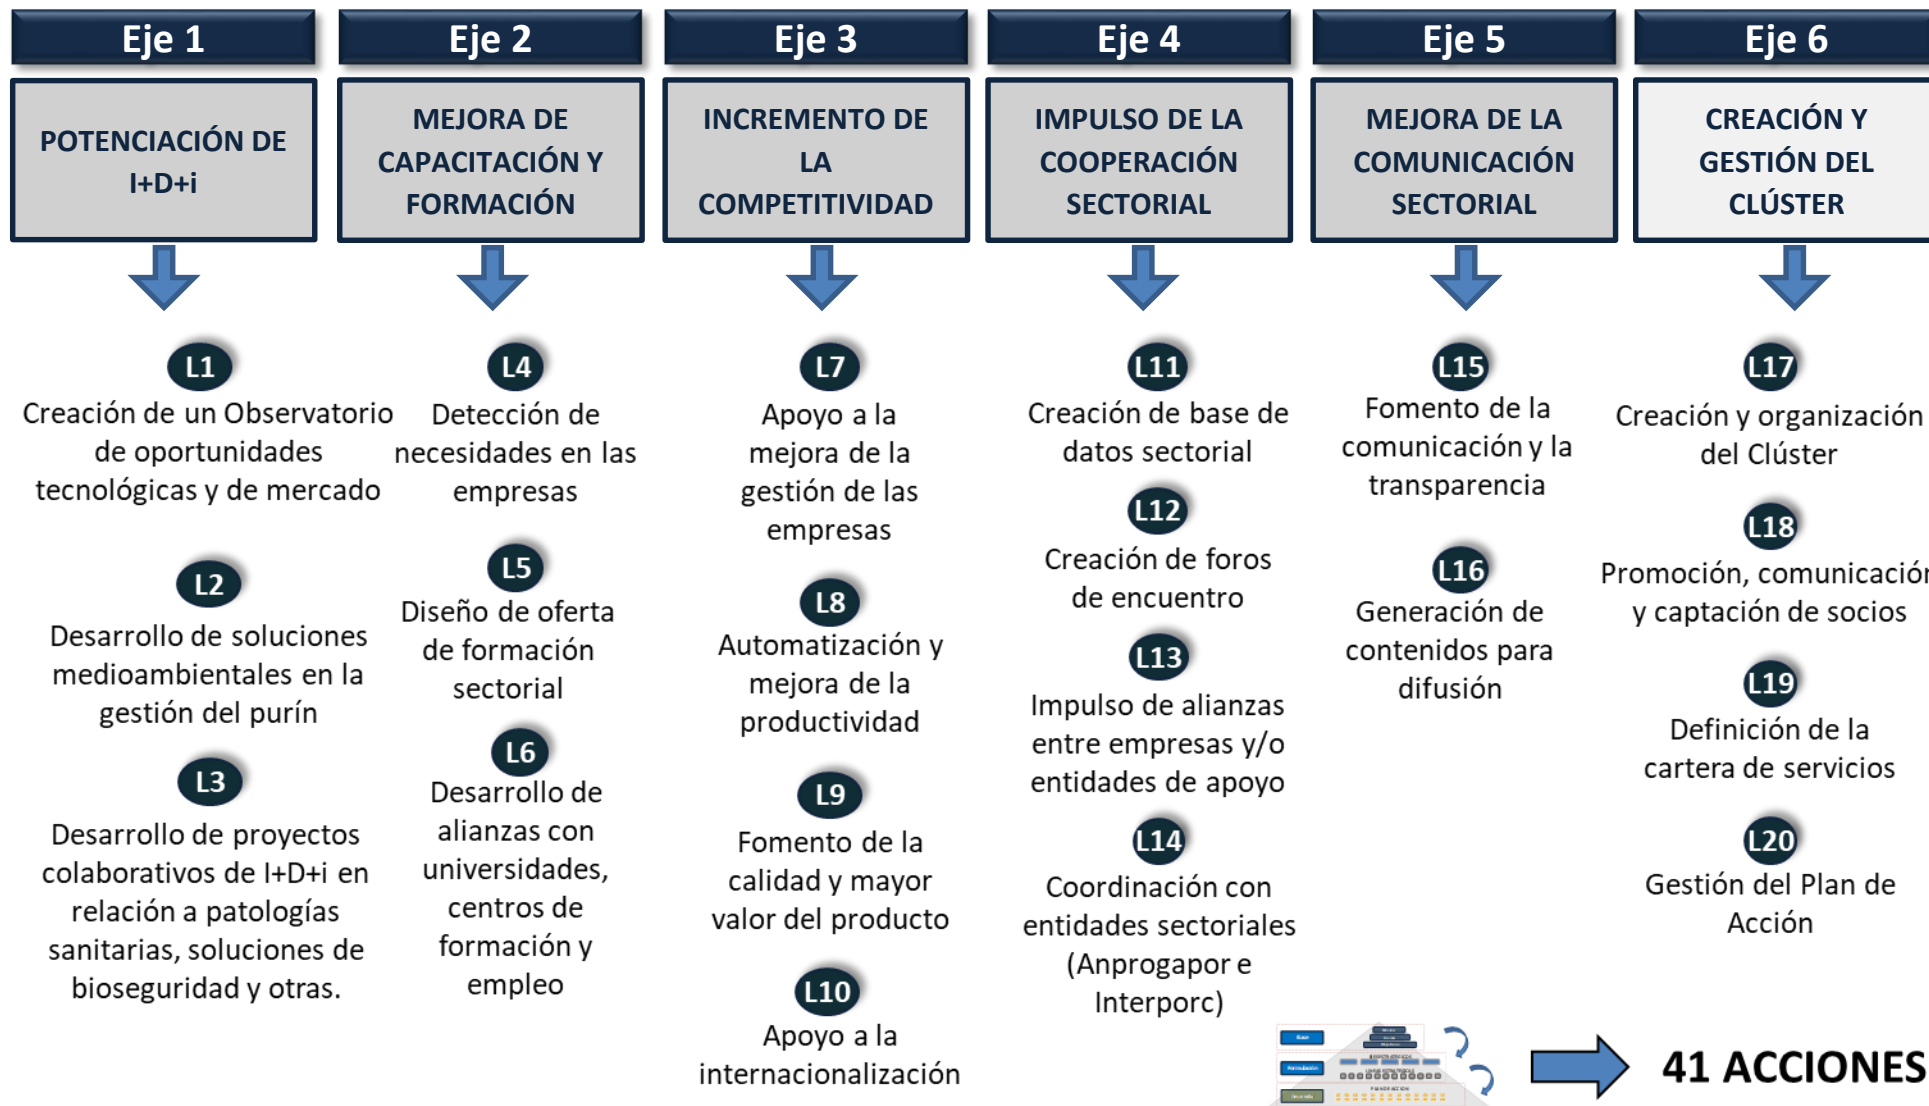 Eje 1
POTENCIACIÓN DE
I+D+i
L1
Creación de un Observatorio
de oportunidades
tecnológicas y de mercado
L2
Desarrollo de soluciones
medioambientales en la
gestión del purín
L3
Desarrollo de proyectos
colaborativos de I+D+i en
relación a patologías
sanitarias, soluciones de
bioseguridad y otras.
Eje 2
MEJORA DE
CAPACITACIÓN Y
FORMACIÓN
L4
Detección de
necesidades en las
empresas
L5
Diseño de oferta
de formación
sectorial
L6
Desarrollo de
alianzas con
universidades,
centros de
formación y
empleo
Eje 3
INCREMENTO DE
LA
COMPETITIVIDAD
L7
Apoyo a la
mejora de la
gestión de las
empresas
L8
Automatización y
mejora de la
productividad
L9
Fomento de la
calidad y mayor
valor del producto
L10
Apoyo a la
internacionalización
Eje 4
IMPULSO DE LA
COOPERACIÓN
SECTORIAL
L11
Creación de base de
datos sectorial
L12
Creación de foros
de encuentro
L13
Impulso de alianzas
entre empresas y/o
entidades de apoyo
L14
Coordinación con
entidades sectoriales
(Anprogapor e
Interporc)
Eje 5
MEJORA DE LA
COMUNICACIÓN
SECTORIAL
L15
Fomento de la
comunicación y la
transparencia
L16
Generación de
contenidos para
difusión
Eje 6
CREACIÓN Y
GESTIÓN DEL
CLÚSTER
L17
Creación y organización
del Clúster
L18
Promoción, comunicación
y captación de socios
L19
Definición de la
cartera de servicios
L20
Gestión del Plan de
Acción
41 ACCIONES